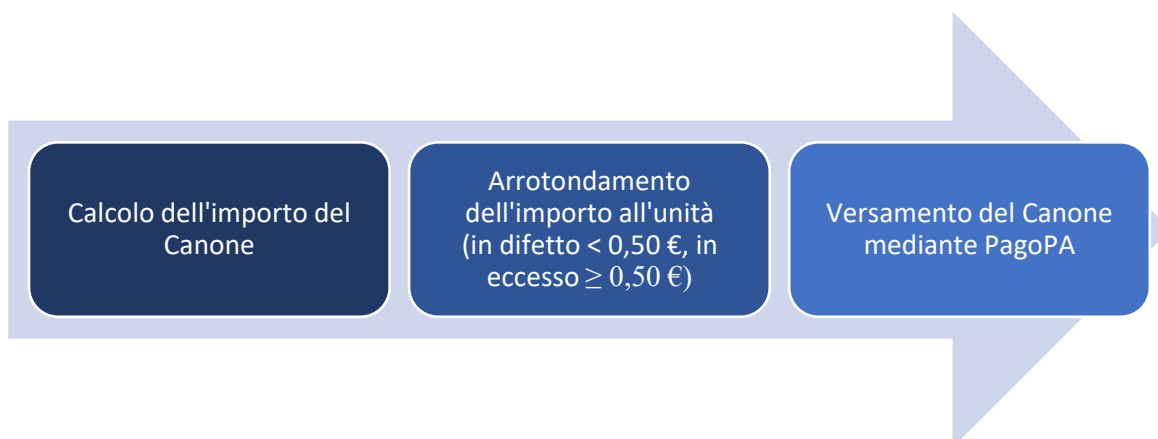 Calcolo dell'importo del
Canone
Arrotondamento
dell'importo all'unità
(in difetto < 0,50 €, in
eccesso ≥ 0,50 €)
Versamento del Canone
mediante PagoPA